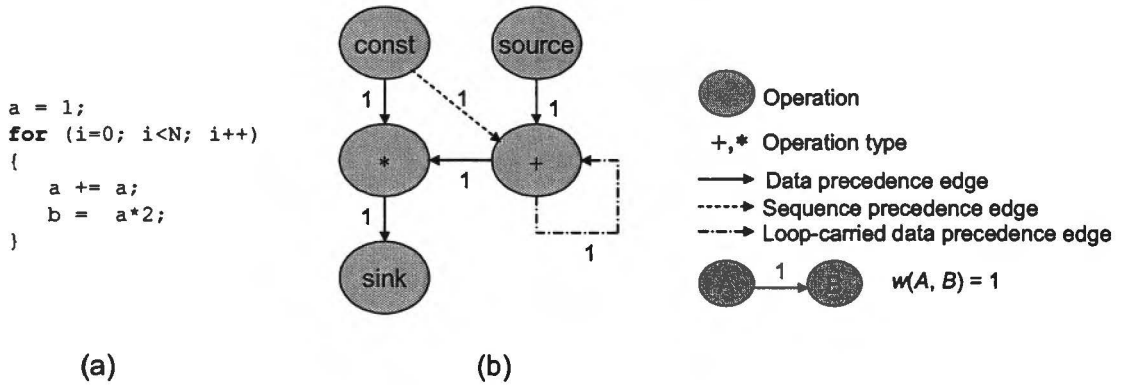 a = 1;
for (i=0; i<N; i++)
{
a += a;
b = a*2;
}
(a)
const
source
1
1
1
*
+
1
1
1
sink
(b)
Operation
+,* Operation type
Data precedence edge
Sequence precedence edge
Loop-carried data precedence edge
A
1
B
w(A, B) = 1